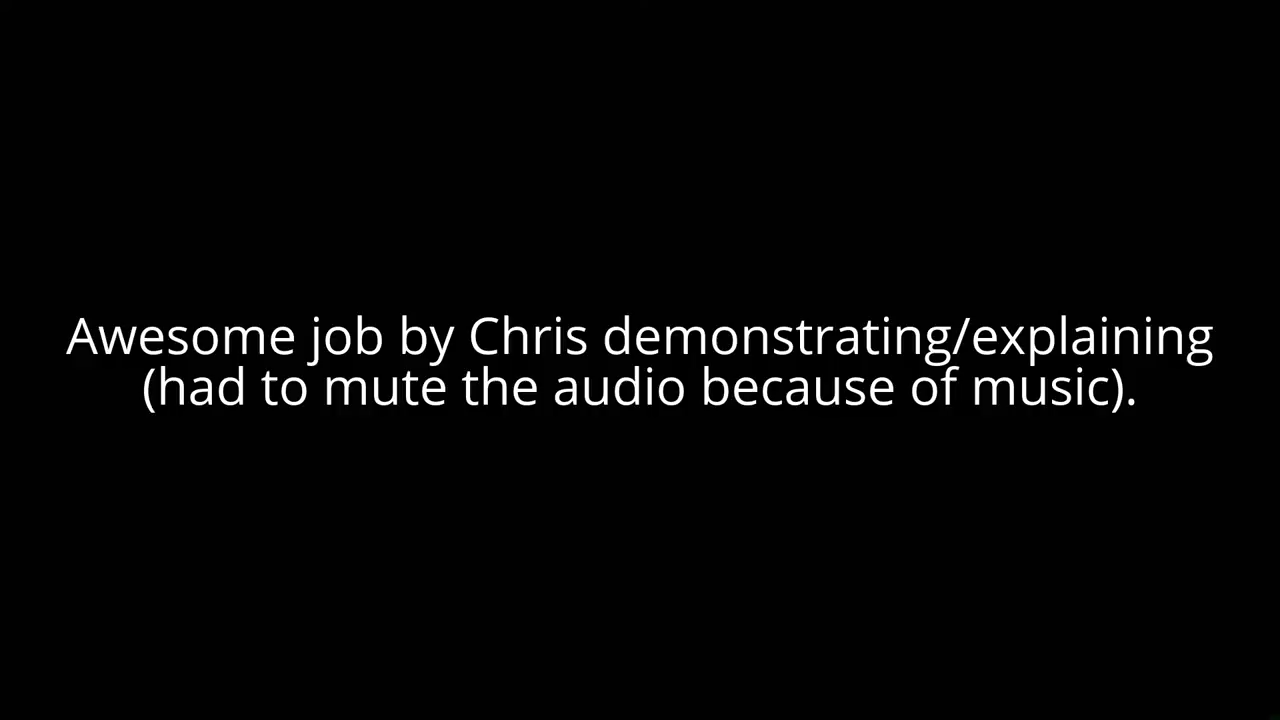 Awesome job by Chris demonstrating/explaining
(had to mute the audio because of music).